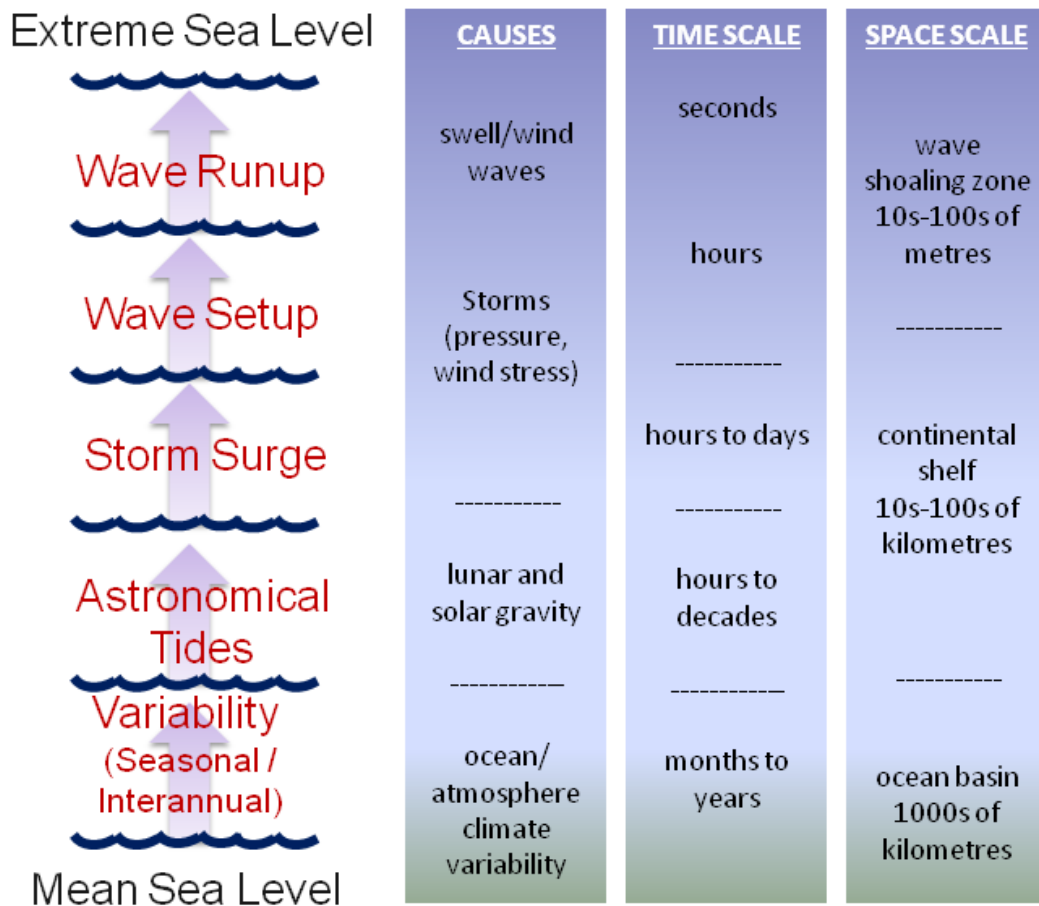 Extreme Sea Level
Wave Runup
Wave Setup
Storm Surge
Astronomical
Tides
Variability
(Seasonal /
Interannual)
Mean Sea Level
CAUSES
swell/wind
waves
Storms
(pressure,
wind stress)
-----------
lunar and
solar gravity
-----------
ocean/
atmosphere
climate
variability
TIME SCALE
seconds
hours
-----------
hours to days
-----------
hours to
decades
-----------
months to
years
SPACE SCALE
wave
shoaling zone
10s-100s of
metres
-----------
continental
shelf
10s-100s of
kilometres
-----------
ocean basin
1000s of
kilometres